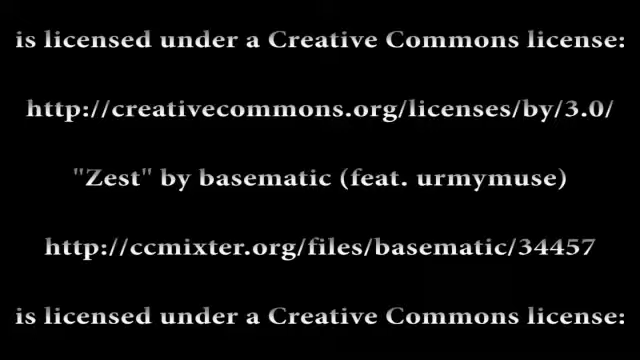 is licensed under a Creative Commons license:
http://creativecommons.org/licenses/by/3.0/
"Zest" by basematic (feat. urmymuse)
http://ccmixter.org/files/basematic/34457
is licensed under a Creative Commons license: